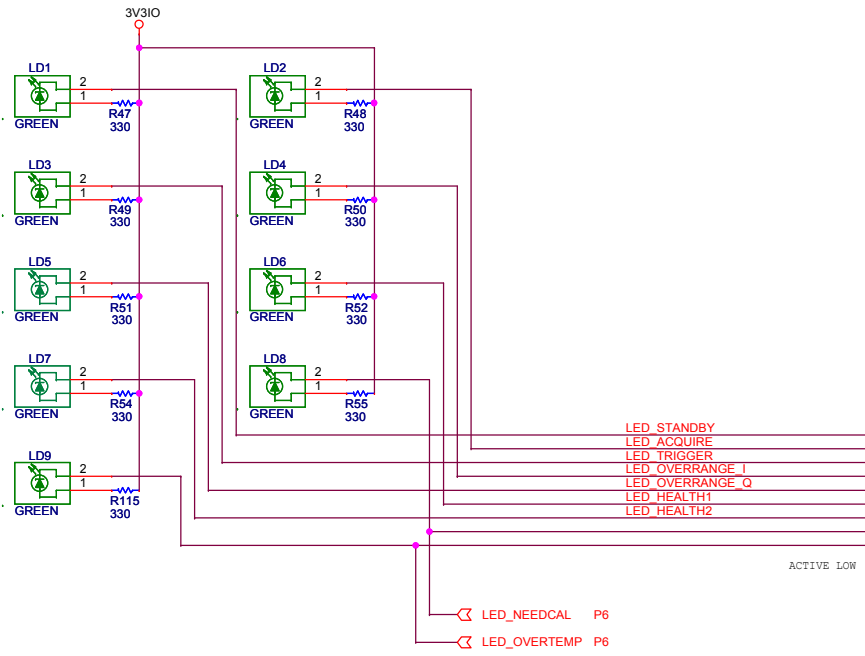 3V3IO
LD1
2
1
GREEN
R47
330
LD2
2
1
GREEN
R48
330
LD3
2
1
GREEN
R49
330
LD4
2
1
GREEN
R50
330
LD5
2
1
GREEN
R51
330
LD6
2
1
GREEN
R52
330
LD7
2
1
GREEN
R54
330
LD8
2
1
GREEN
R55
330
LD9
2
1
GREEN
R115
330
LED_STANDBY
LED_ACQUIRE
LED_TRIGGER
LED_OVERRANGE_I
LED_OVERRANGE_Q
LED_HEALTH1
LED_HEALTH2
ACTIVE LOW
LED_NEEDCAL P6
LED_OVERTEMP P6